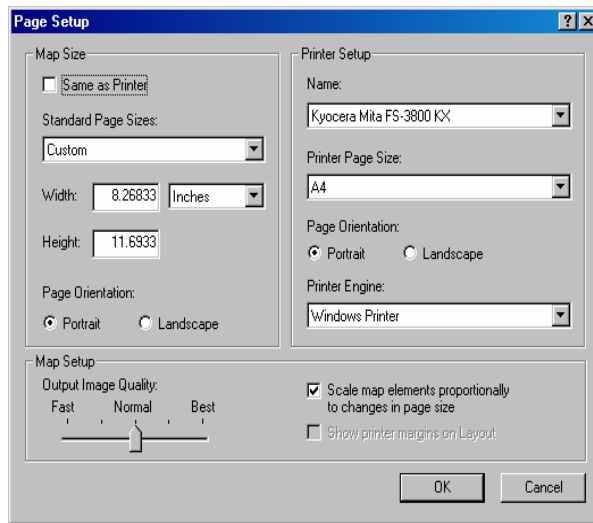 Page Setup
Map Size
Same as Printer
Standard Page Sizes:
Custom
Width: 8.26833 Inches
Height: 11.6933
Page Orientation:
Portrait Landscape
Printer Setup
Name:
Kyocera Mita FS-3800 KX
Printer Page Size:
A4
Page Orientation:
Portrait Landscape
Printer Engine:
Windows Printer
Map Setup
Output Image Quality:
Fast Normal Best
Scale map elements proportionally
to changes in page size
Show printer margins on Layout
OK Cancel